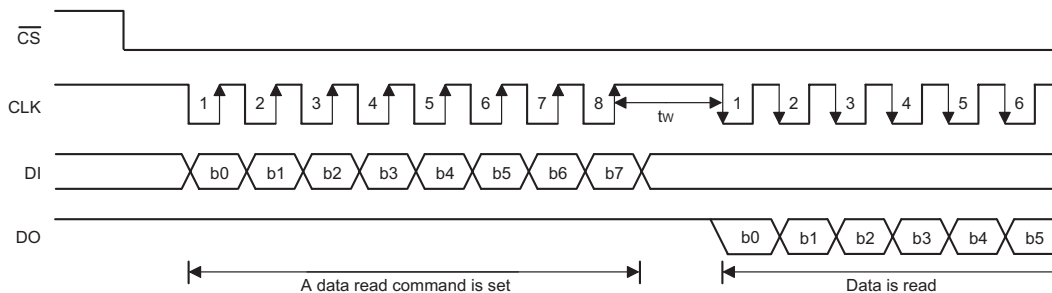 CS
CLK 1 2 3 4 5 6 7 8 tw 1 2 3 4 5 6
DI b0 b1 b2 b3 b4 b5 b6 b7
DO b0 b1 b2 b3 b4 b5
A data read command is set Data is read